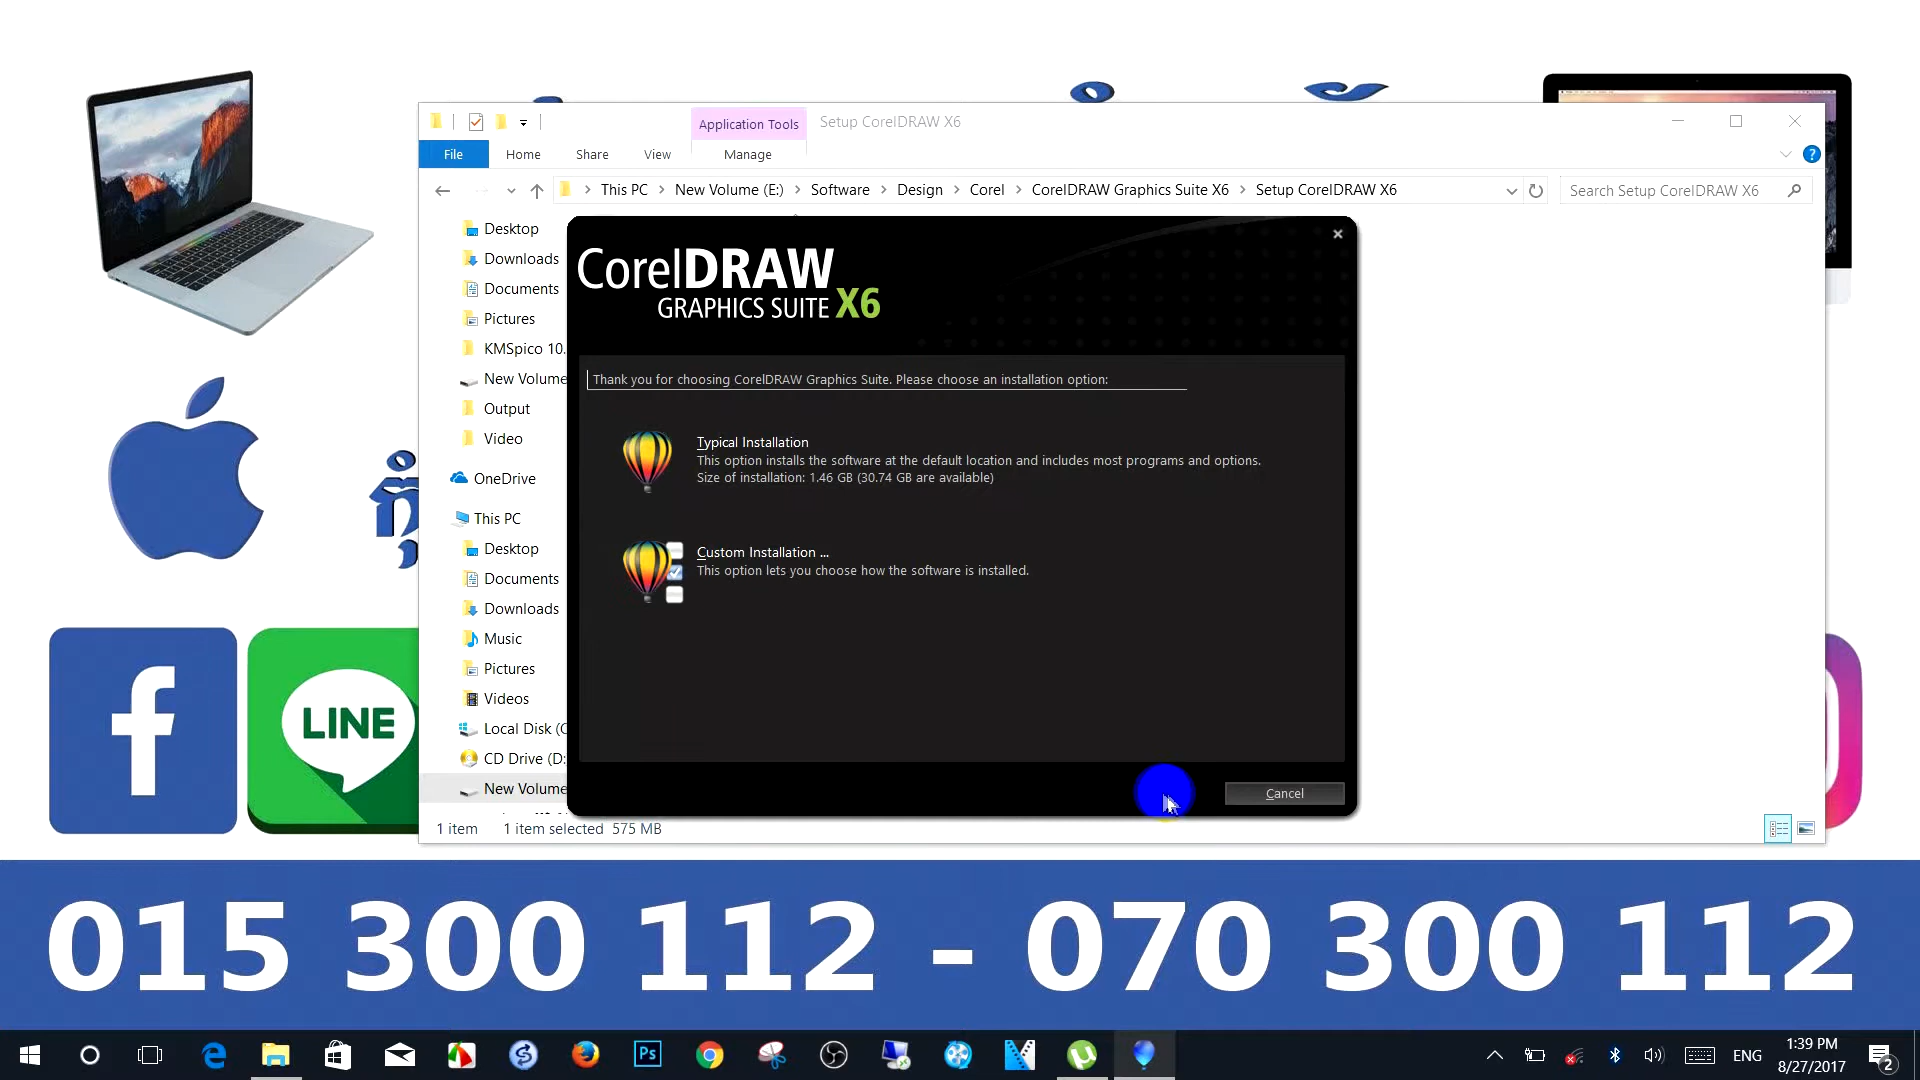 Application Tools
Setup CorelDRAW X6
File
Home
Share
View
Manage
This PC
New Volume (E:)
Software
Design
Corel
CorelDRAW Graphics Suite X6
Setup CorelDRAW X6
Search Setup CorelDRAW X6
Desktop
Downloads
Documents
Pictures
KMSpico 10.
New Volume
Output
Video
OneDrive
This PC
Desktop
Documents
Downloads
Music
Pictures
Videos
Local Disk (C
CD Drive (D:
New Volume
1 item
1 item selected 575 MB
CorelDRAW
GRAPHICS SUITE X6
Thank you for choosing CorelDRAW Graphics Suite. Please choose an installation option:
Typical Installation
This option installs the software at the default location and includes most programs and options.
Size of installation: 1.46 GB (30.74 GB are available)
Custom Installation ...
This option lets you choose how the software is installed.
Cancel
LINE
015 300 112 - 070 300 112
Ps
ENG
1:39 PM
8/27/2017
2